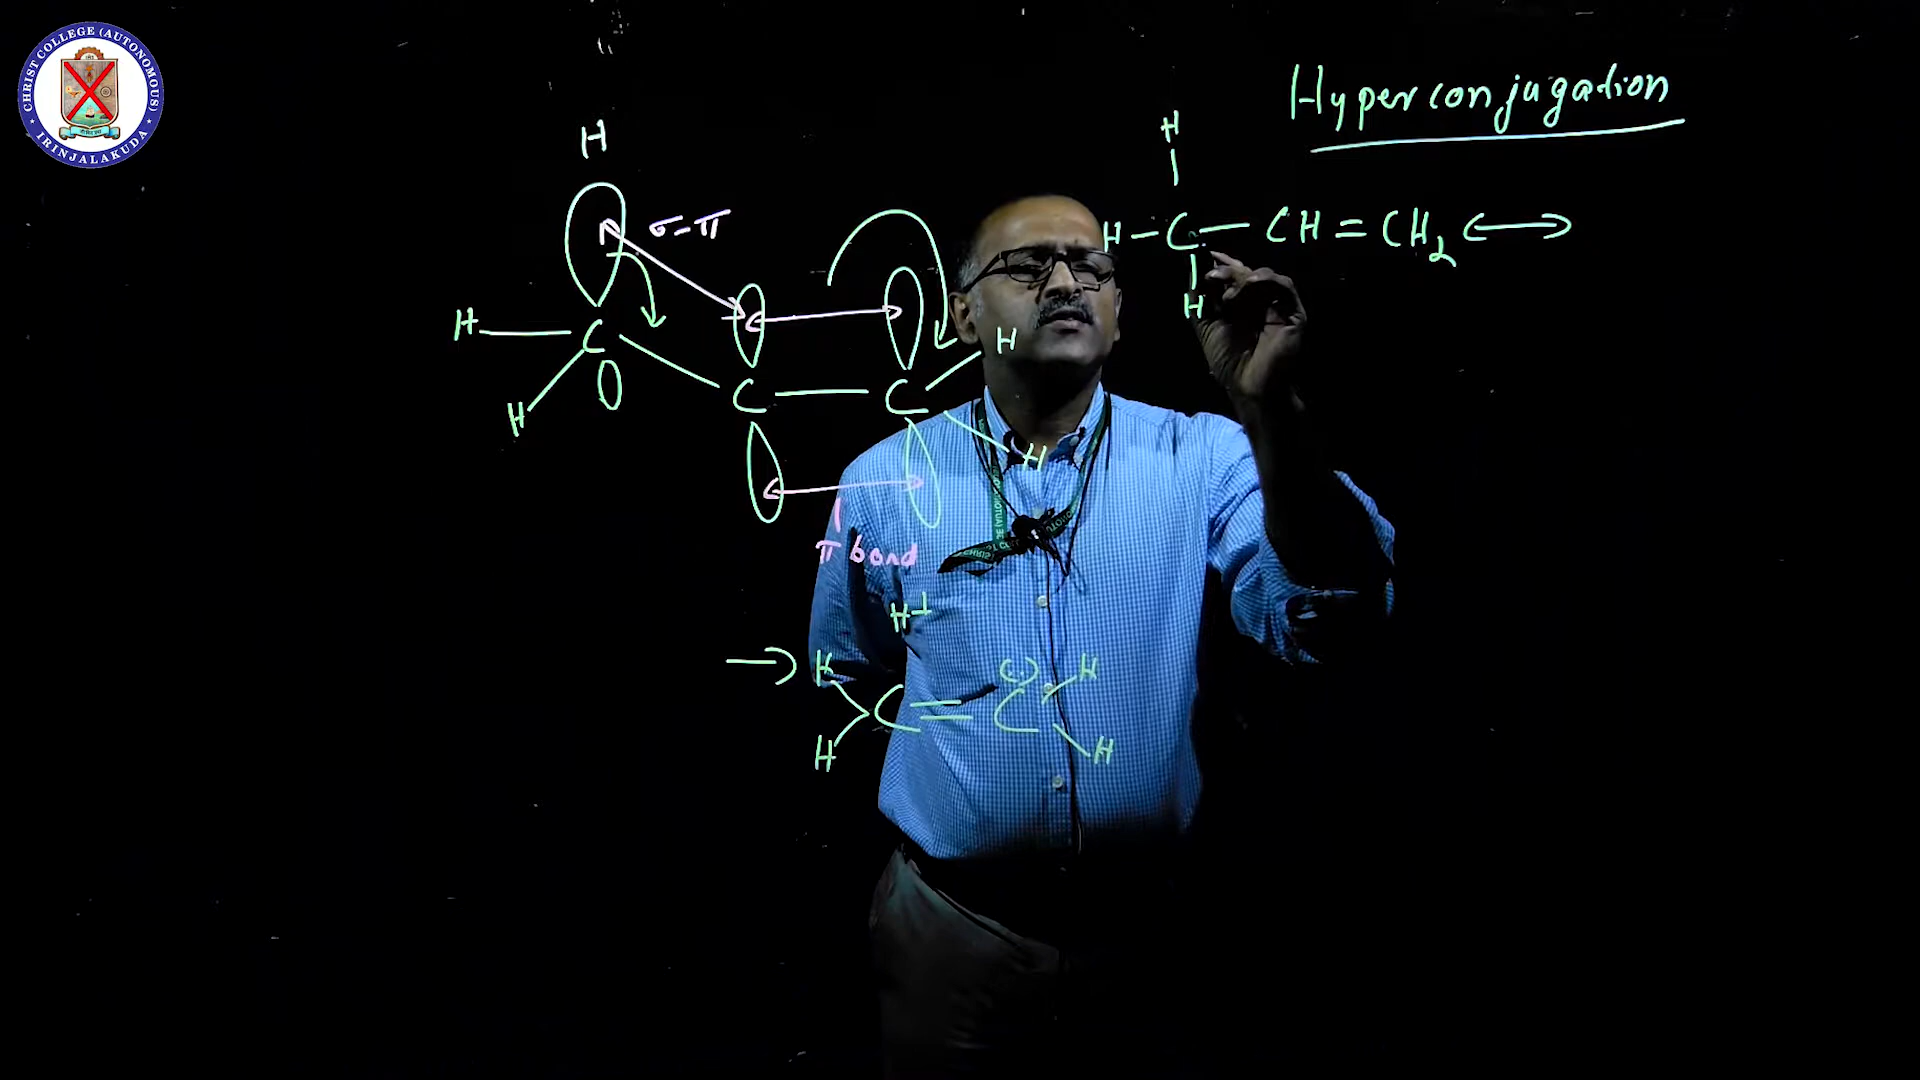 CHRIST COLLEGE (AUTONOMOUS)
IRINJALAKUDA
Hyperconjugation
H
H
σ-π
H - C — CH = CH2 ⟷
H
H
H
C
C — C
H
H
H
π bond
H+
→ H
C = C
(..)
H
H
H